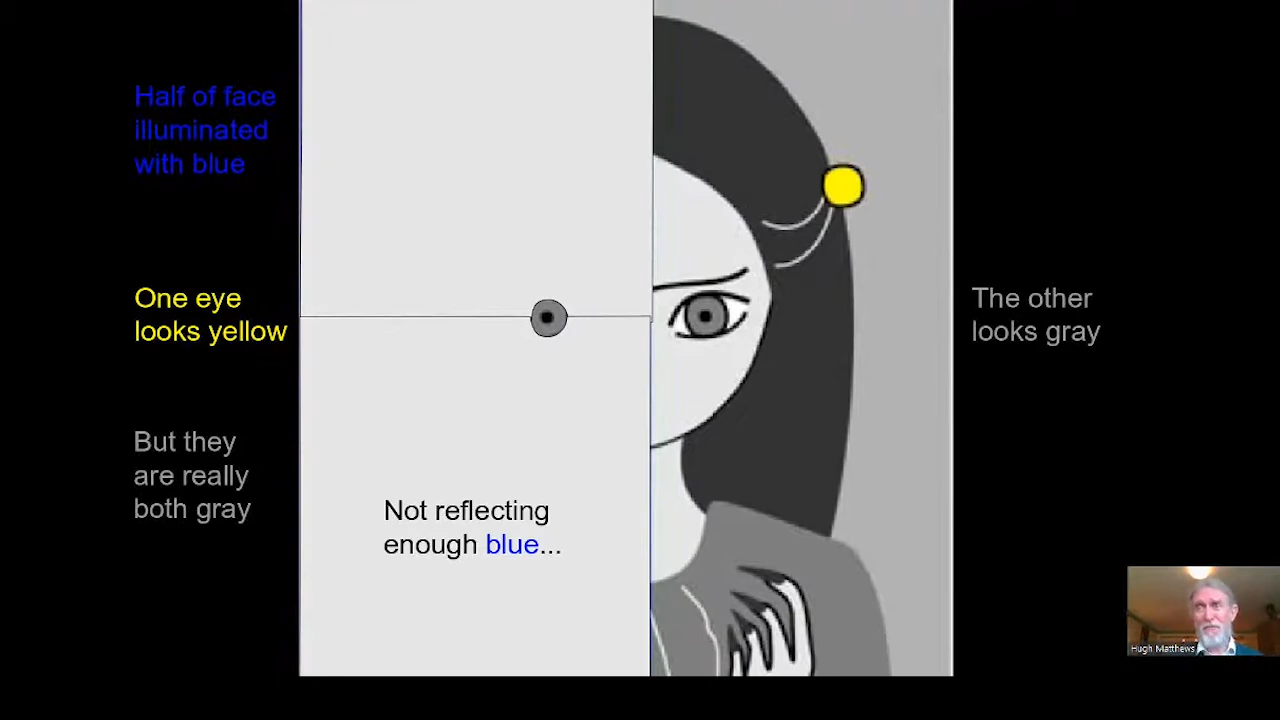 Half of face
illuminated
with blue
One eye
looks yellow
But they
are really
both gray
Not reflecting
enough blue...
The other
looks gray
Hugh Matthews